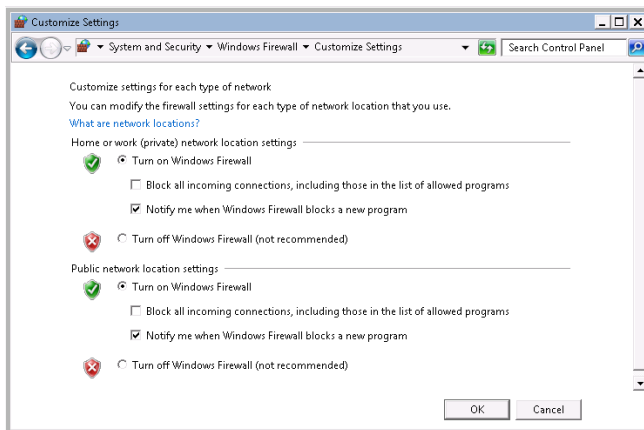 Customize Settings
System and Security Windows Firewall Customize Settings Search Control Panel
Customize settings for each type of network
You can modify the firewall settings for each type of network location that you use.
What are network locations?
Home or work (private) network location settings
Turn on Windows Firewall
Block all incoming connections, including those in the list of allowed programs
Notify me when Windows Firewall blocks a new program
Turn off Windows Firewall (not recommended)
Public network location settings
Turn on Windows Firewall
Block all incoming connections, including those in the list of allowed programs
Notify me when Windows Firewall blocks a new program
Turn off Windows Firewall (not recommended)
OK Cancel